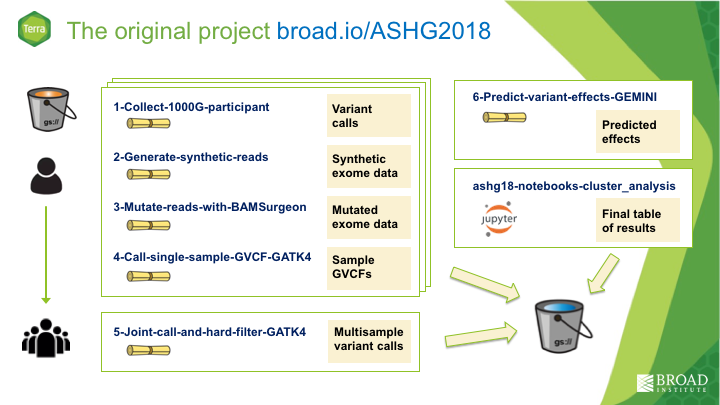 Terra
The original project broad.io/ASHG2018
gs://
1-Collect-1000G-participant
Variant
calls
2-Generate-synthetic-reads
Synthetic
exome data
3-Mutate-reads-with-BAMSurgeon
Mutated
exome data
4-Call-single-sample-GVCF-GATK4
Sample
GVCFs
5-Joint-call-and-hard-filter-GATK4
Multisample
variant calls
6-Predict-variant-effects-GEMINI
Predicted
effects
ashg18-notebooks-cluster_analysis
jupyter
Final table
of results
gs://
BROAD
INSTITUTE